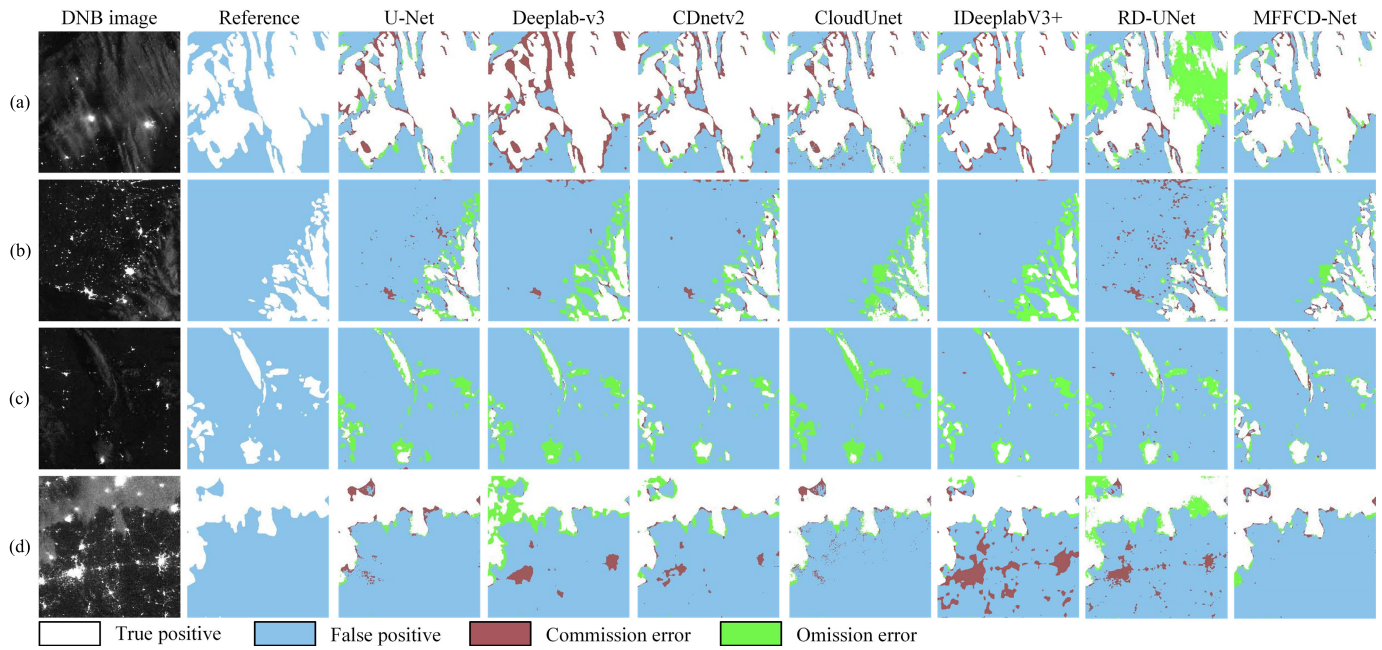 DNB image Reference U-Net Deeplab-v3 CDnetv2 CloudUnet IDeeplabV3+ RD-UNet MFFCD-Net
(a)
(b)
(c)
(d)
True positive False positive Commission error Omission error